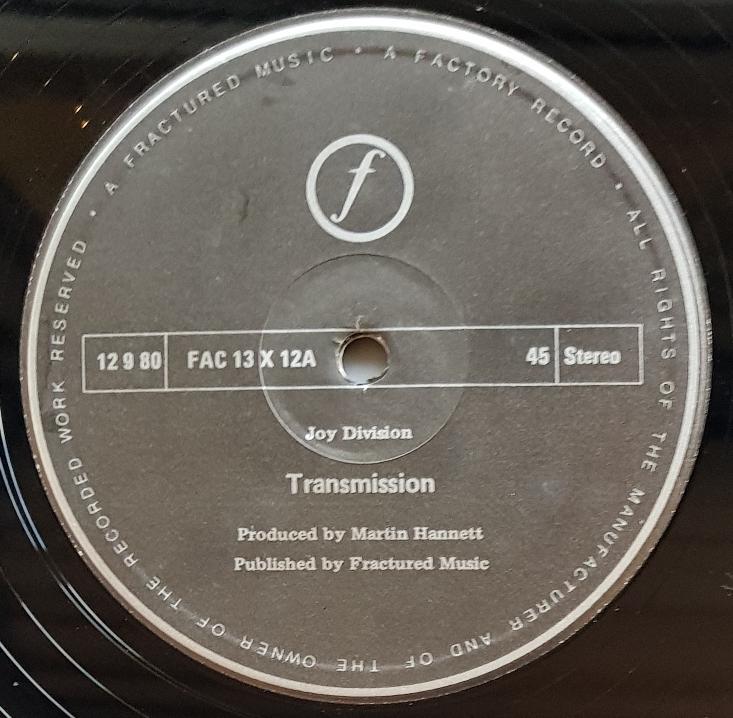 A FRACTURED MUSIC · A FACTORY RECORD · ALL RIGHTS OF THE MANUFACTURER AND OF THE OWNER OF THE RECORDED WORK RESERVED ·
f
12 9 80 FAC 13 X 12A 45 Stereo
Joy Division
Transmission
Produced by Martin Hannett
Published by Fractured Music